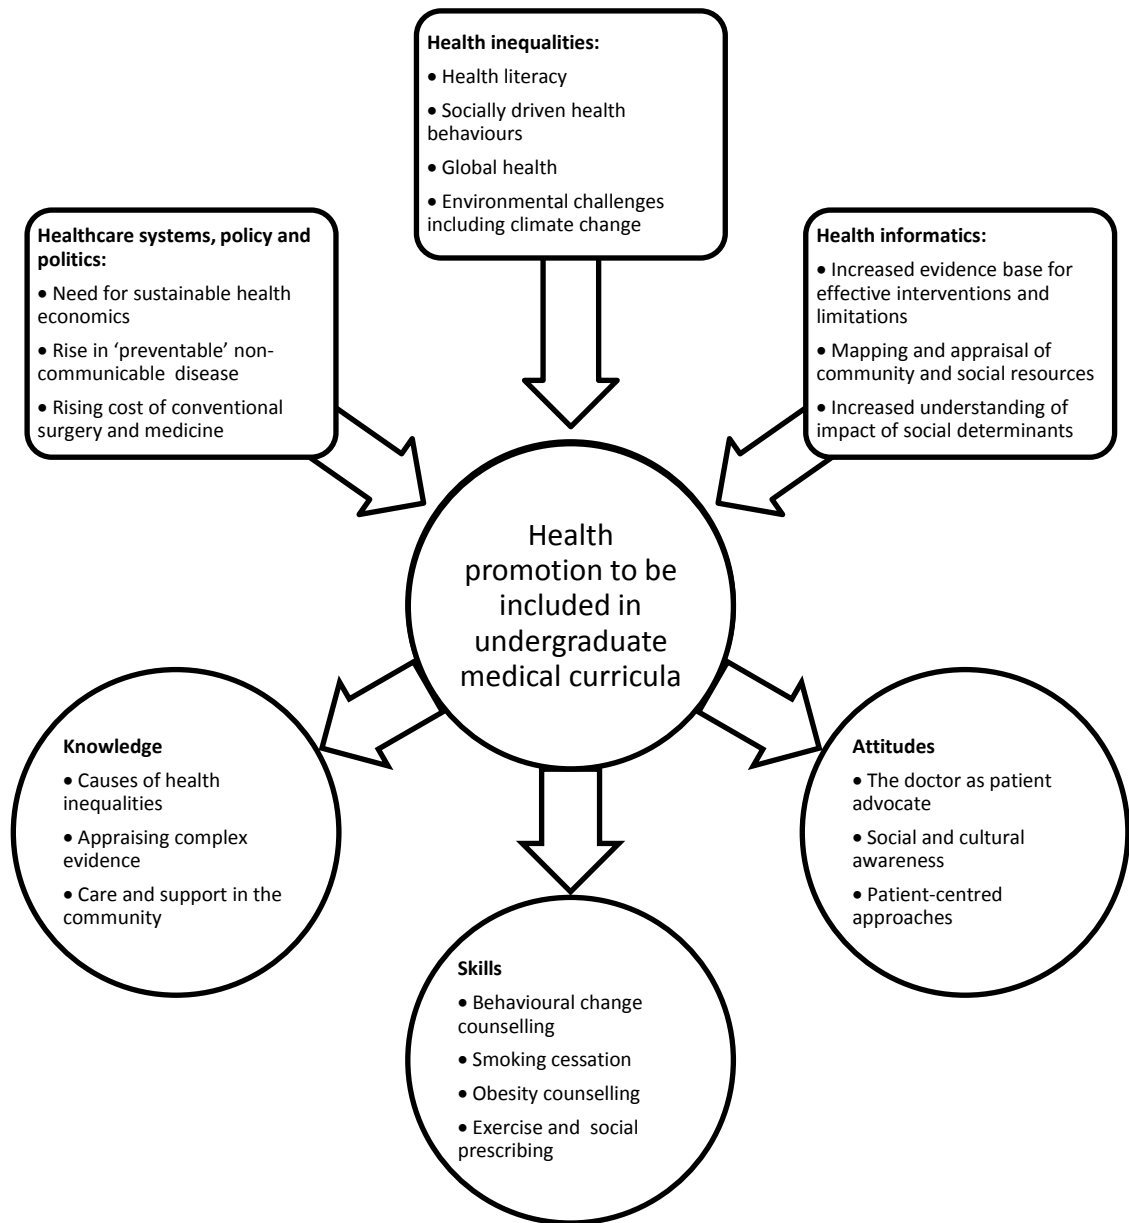 Health inequalities:
• Health literacy
• Socially driven health
behaviours
• Global health
• Environmental challenges
including climate change
Healthcare systems, policy and
politics:
• Need for sustainable health
economics
• Rise in ‘preventable’ non-
communicable disease
• Rising cost of conventional
surgery and medicine
Health informatics:
• Increased evidence base for
effective interventions and
limitations
• Mapping and appraisal of
community and social resources
• Increased understanding of
impact of social determinants
Health
promotion to be
included in
undergraduate
medical curricula
Knowledge
• Causes of health
inequalities
• Appraising complex
evidence
• Care and support in the
community
Skills
• Behavioural change
counselling
• Smoking cessation
• Obesity counselling
• Exercise and social
prescribing
Attitudes
• The doctor as patient
advocate
• Social and cultural
awareness
• Patient-centred
approaches